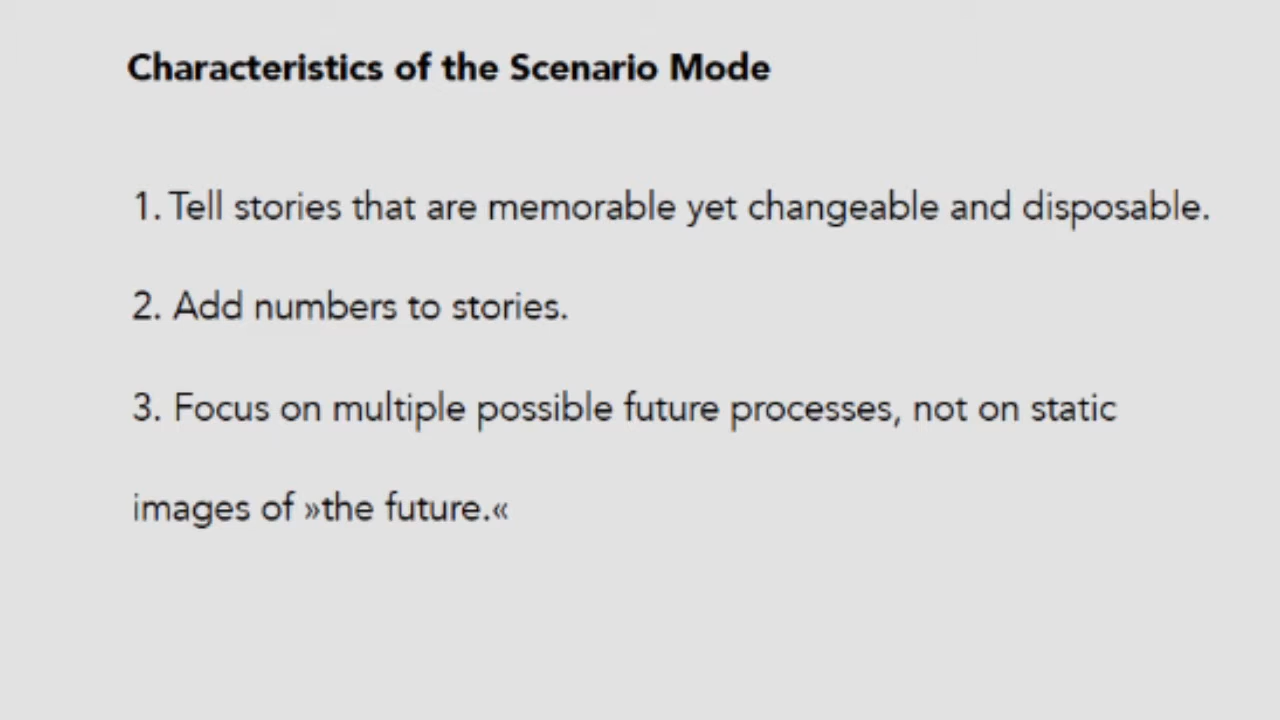 Characteristics of the Scenario Mode
1. Tell stories that are memorable yet changeable and disposable.
2. Add numbers to stories.
3. Focus on multiple possible future processes, not on static
images of »the future.«